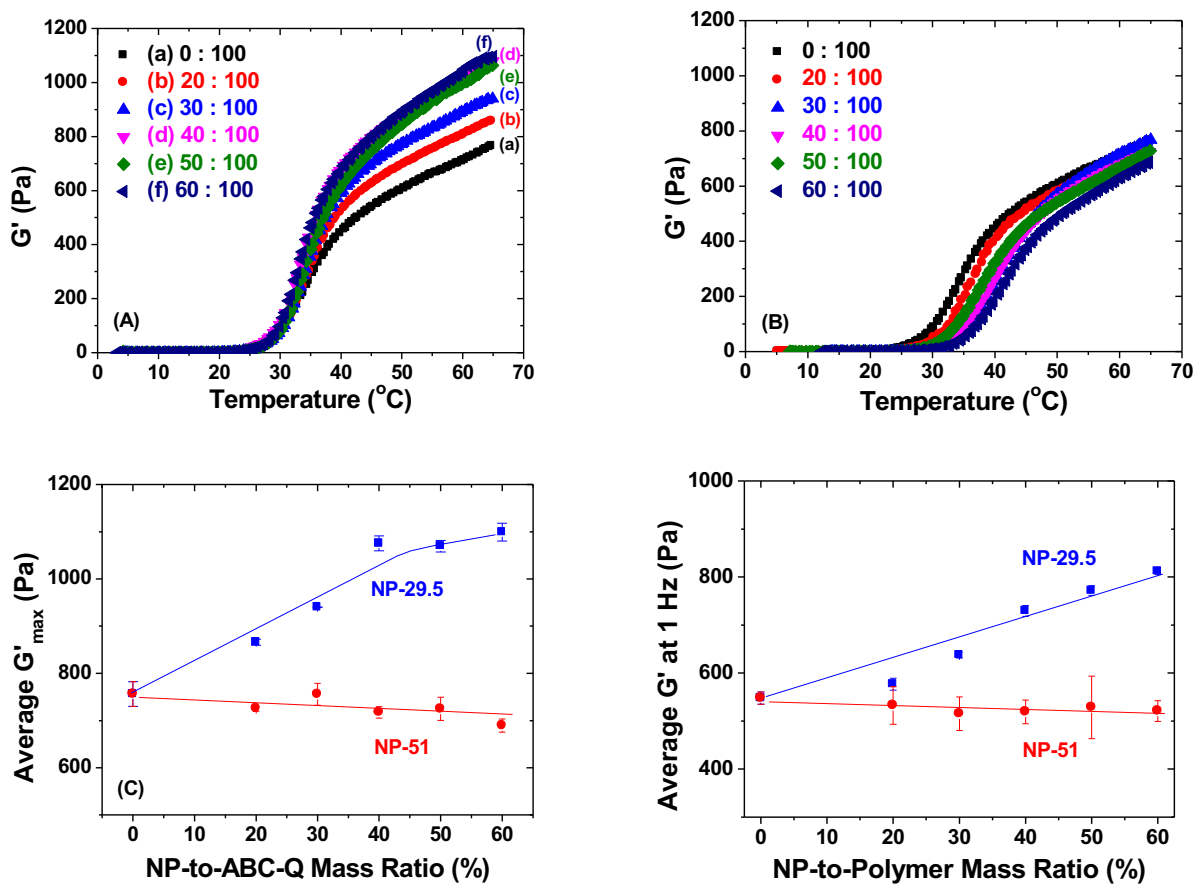 1000
800
600
400
200
0
G' (Pa)
(a) 0 : 100
(b) 20 : 100
(c) 30 : 100
(d) 40 : 100
(e) 50 : 100
(f) 60 : 100
(f)
(d)
(e)
(c)
(b)
(a)
(A)
0 10 20 30 40 50 60 70
Temperature (°C)
1000
800
600
400
200
0
G' (Pa)
0 : 100
20 : 100
30 : 100
40 : 100
50 : 100
60 : 100
(B)
0 10 20 30 40 50 60 70
Temperature (°C)
1200
1000
800
600
Average G'max (Pa)
NP-29.5
NP-51
(C)
0 20 30 40 50 60
NP-to-ABC-Q Mass Ratio (%)
1000
800
600
400
Average G' at 1 Hz (Pa)
NP-29.5
NP-51
0 20 30 40 50 60
NP-to-Polymer Mass Ratio (%)